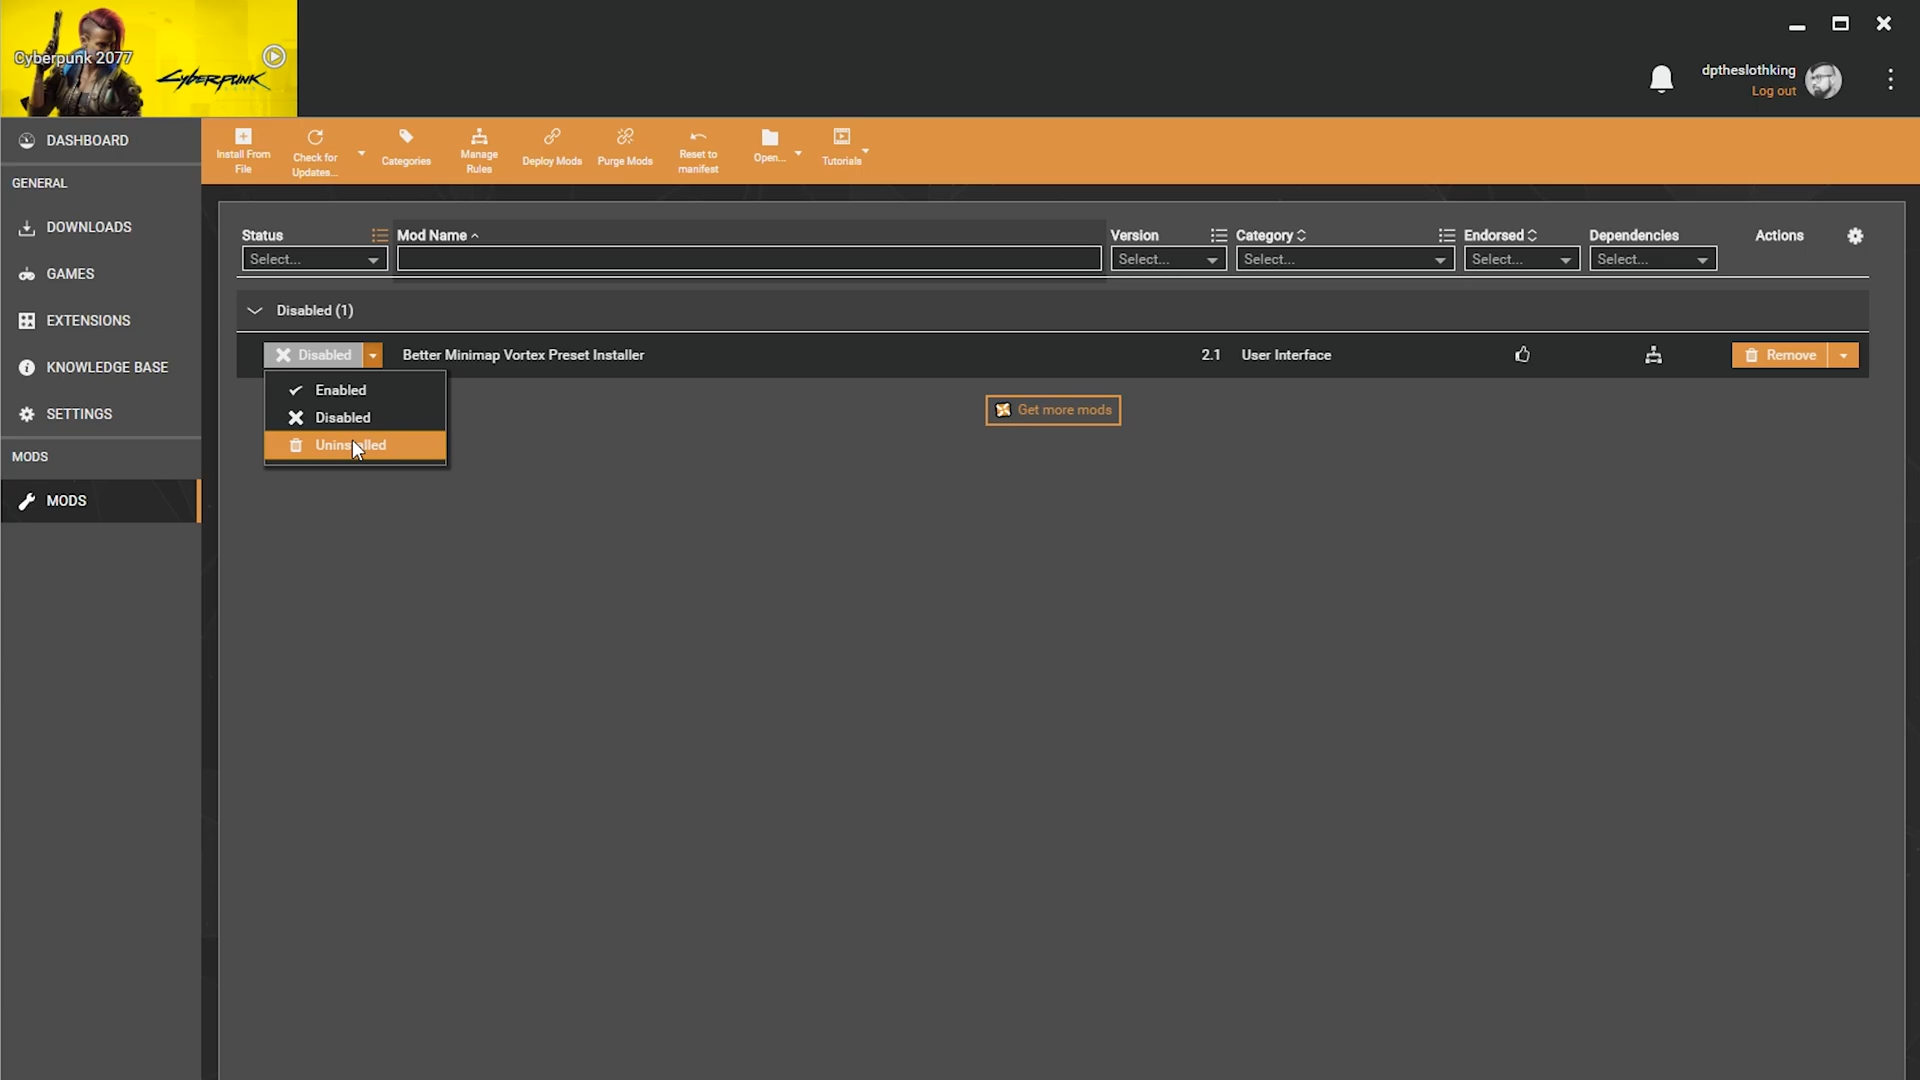 Cyberpunk 2077
CYBERPUNK
dptheslothking
Log out
DASHBOARD
GENERAL
DOWNLOADS
GAMES
EXTENSIONS
KNOWLEDGE BASE
SETTINGS
MODS
MODS
Install From
File
Check for
Updates...
Categories
Manage
Rules
Deploy Mods
Purge Mods
Reset to
manifest
Open...
Tutorials
Status
Mod Name
Version
Category
Endorsed
Dependencies
Actions
Select...
Select...
Select...
Select...
Select...
Disabled (1)
Disabled
Better Minimap Vortex Preset Installer
2.1
User Interface
Remove
Enabled
Disabled
Uninstalled
Get more mods